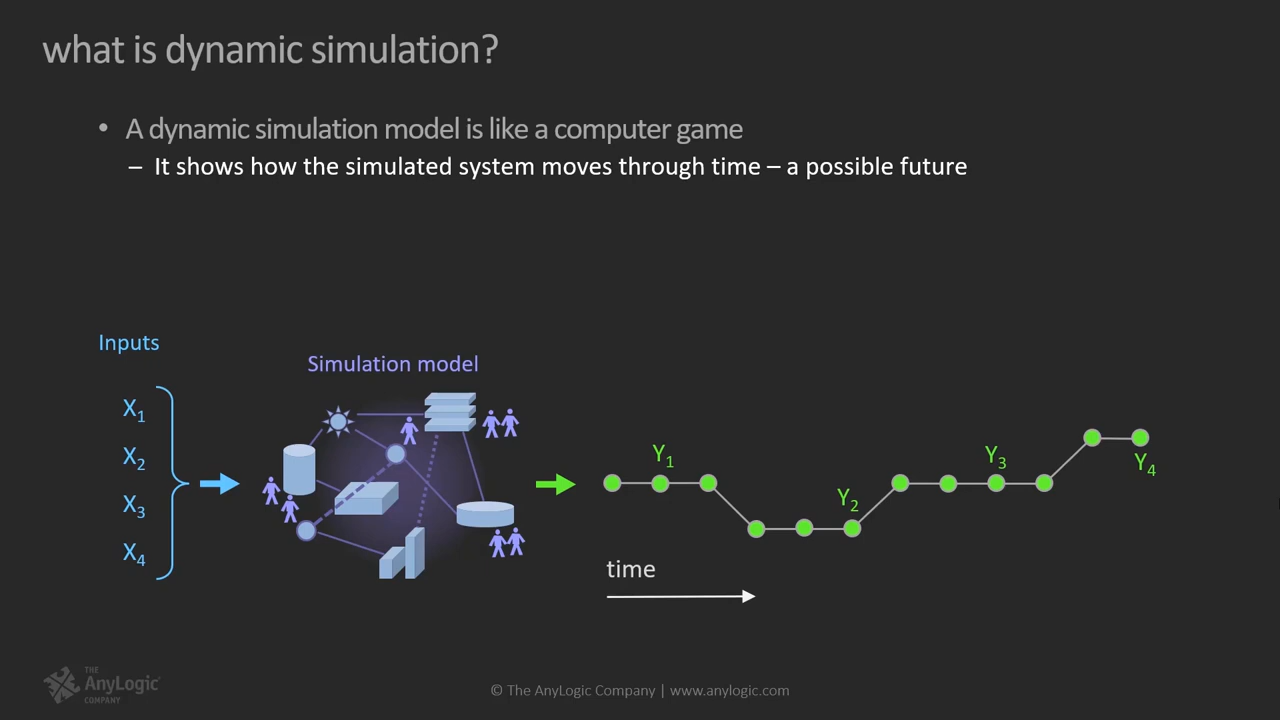 what is dynamic simulation?
• A dynamic simulation model is like a computer game
– It shows how the simulated system moves through time – a possible future
Inputs
X1
X2
X3
X4
Simulation model
Y1
Y2
Y3
Y4
time
THE
AnyLogic
COMPANY
© The AnyLogic Company | www.anylogic.com